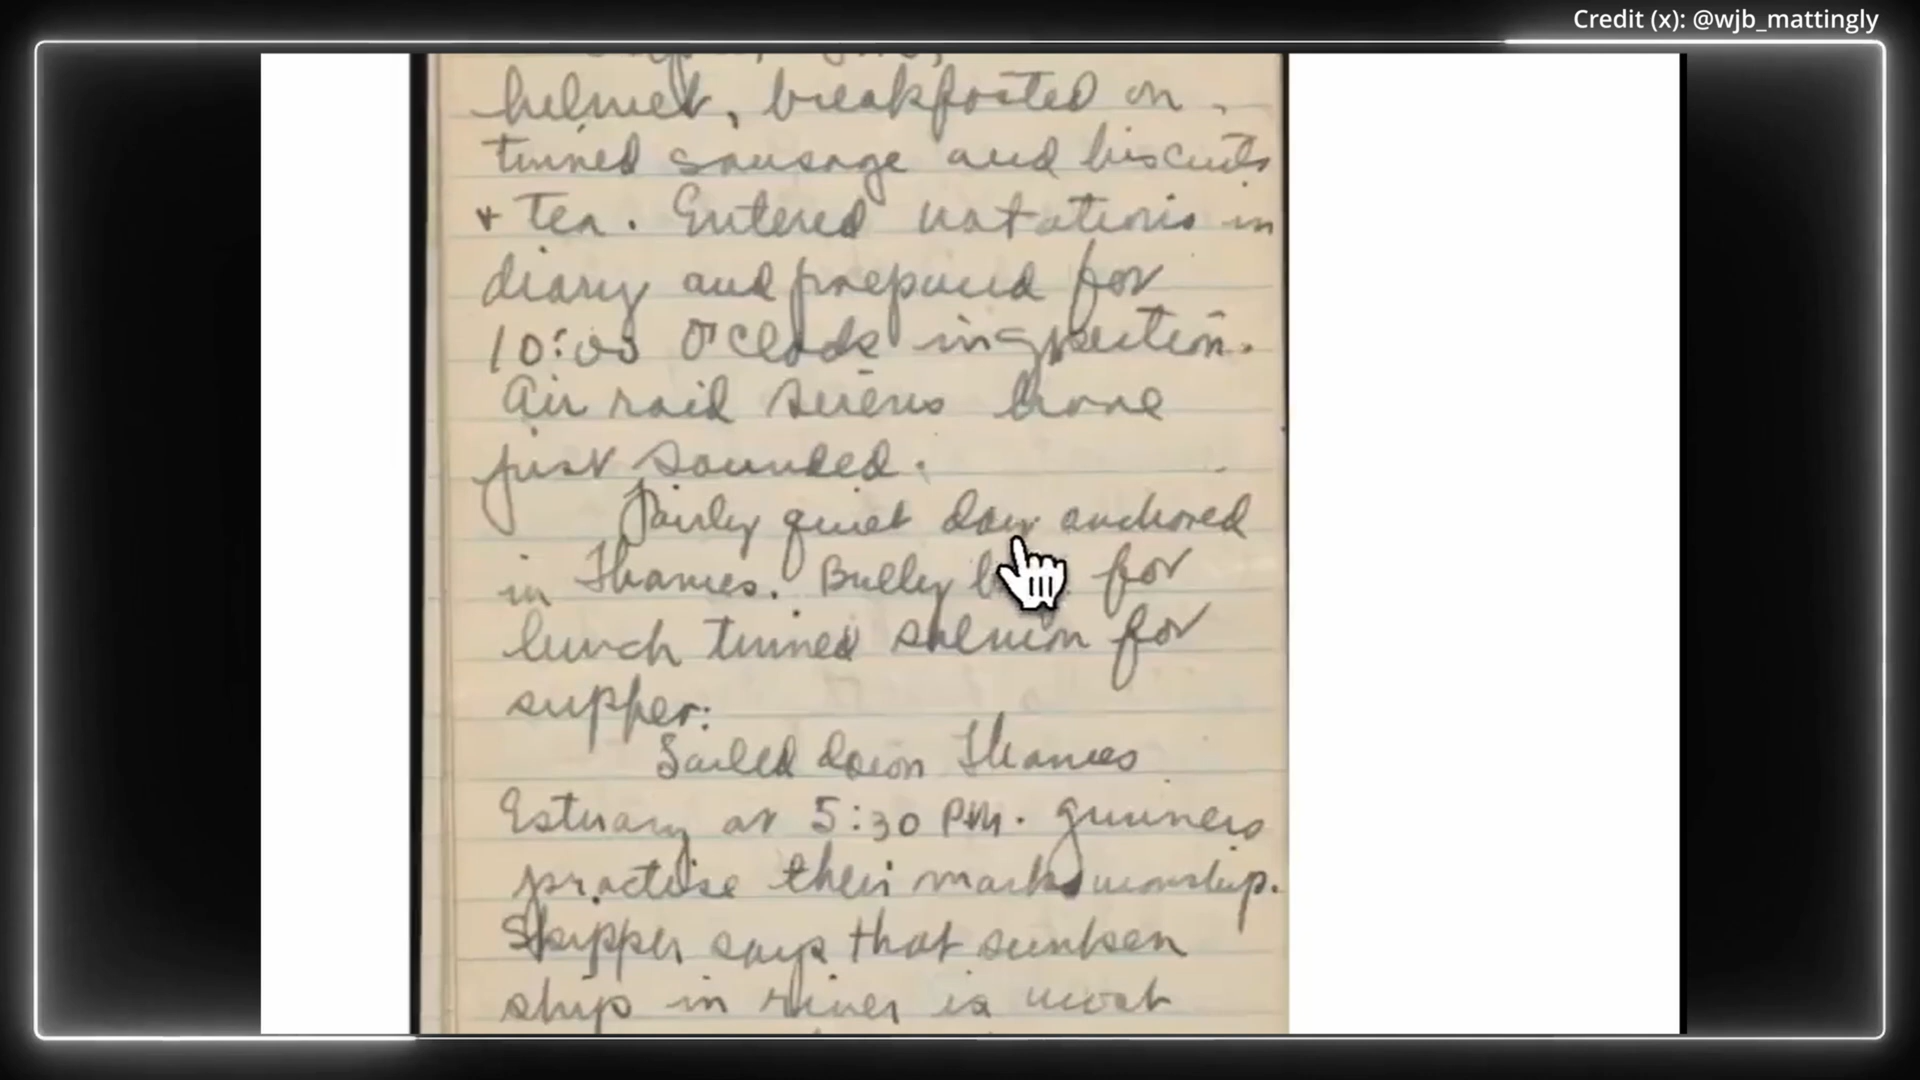 Credit (x): @wjb_mattingly
helmet, breakfasted on
tinned sausage and biscuits
+ tea. Entered notations in
diary and prepared for
10:00 O'Clock inspection.
Air raid sirens have
just sounded.
Fairly quiet day anchored
in Thames. Bully for
lunch tinned salmon for
supper.
Sailed down Thames
Estuary at 5:30 PM. gunners
practise their marksmanship.
Skipper says that sunken
ship in river is most